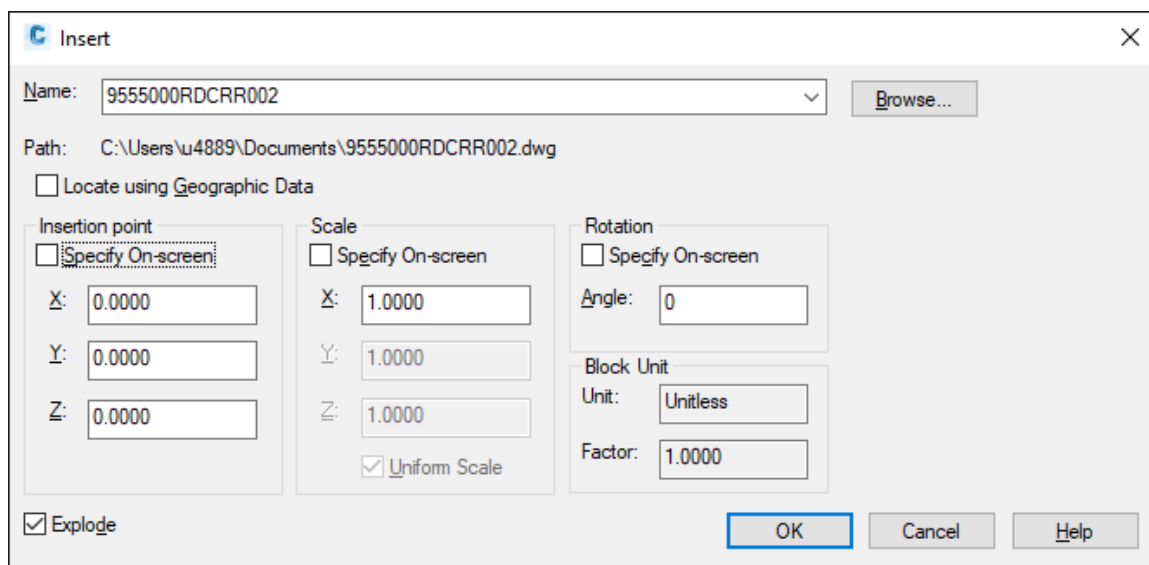 Insert
Name: 9555000RDCRR002 Browse...
Path: C:\Users\u4889\Documents\9555000RDCRR002.dwg
Locate using Geographic Data
Insertion point
Specify On-screen
X: 0.0000
Y: 0.0000
Z: 0.0000
Scale
Specify On-screen
X: 1.0000
Y: 1.0000
Z: 1.0000
Uniform Scale
Rotation
Specify On-screen
Angle: 0
Block Unit
Unit: Unitless
Factor: 1.0000
Explode
OK Cancel Help